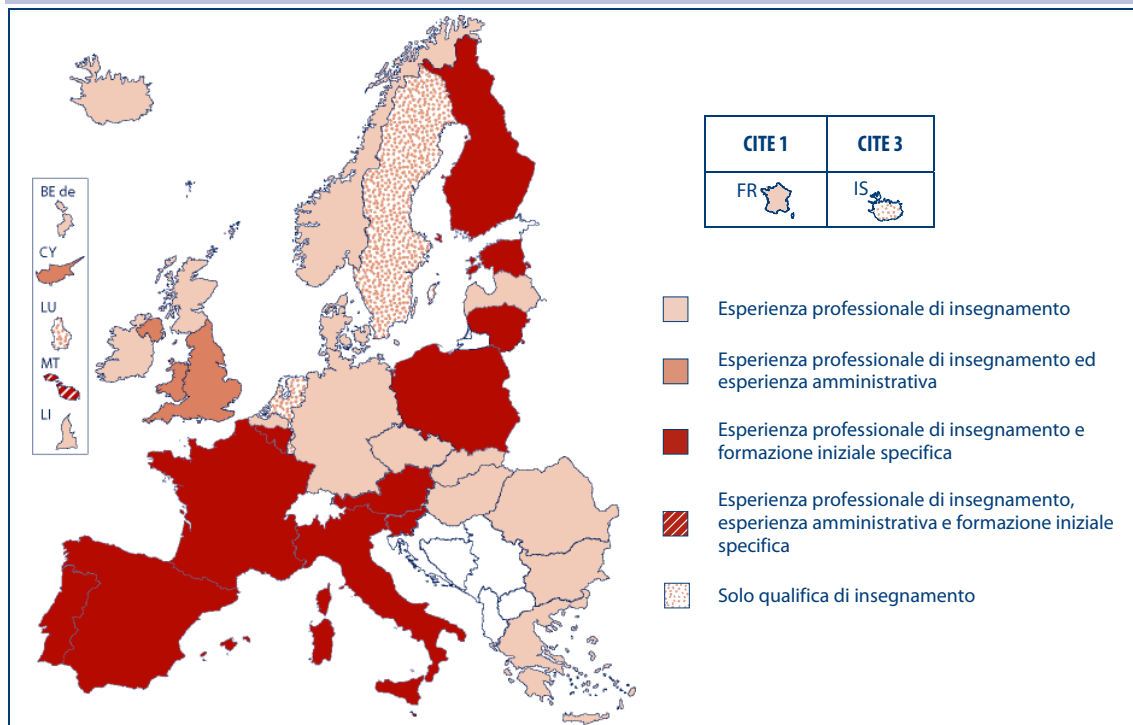 BE de
CY
LU
MT
LI
CITE 1
CITE 3
FR
IS
Esperienza professionale di insegnamento
Esperienza professionale di insegnamento ed
esperienza amministrativa
Esperienza professionale di insegnamento e
formazione iniziale specifica
Esperienza professionale di insegnamento,
esperienza amministrativa e formazione iniziale
specifica
Solo qualifica di insegnamento